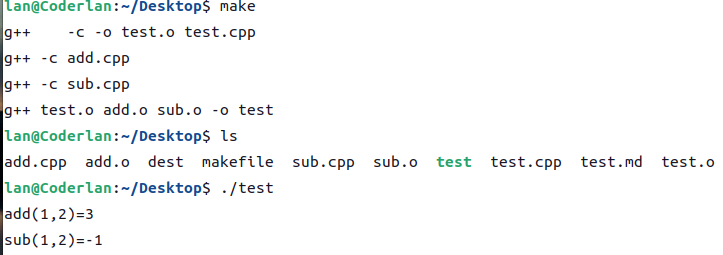 lan@Coderlan:~/Desktop$ make
g++    -c -o test.o test.cpp
g++ -c add.cpp
g++ -c sub.cpp
g++ test.o add.o sub.o -o test
lan@Coderlan:~/Desktop$ ls
add.cpp  add.o  dest  makefile  sub.cpp  sub.o  test  test.cpp  test.md  test.o
lan@Coderlan:~/Desktop$ ./test
add(1,2)=3
sub(1,2)=-1